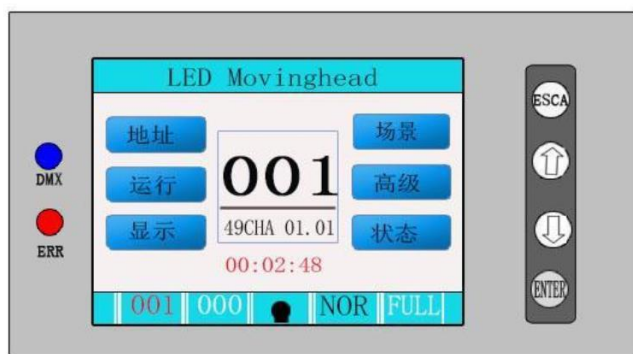 LED Movinghead
地址
运行
显示
001
49CHA 01.01
00:02:48
场景
高级
状态
001 000 NOR FULL
DMX
ERR
ESCA
ENTER